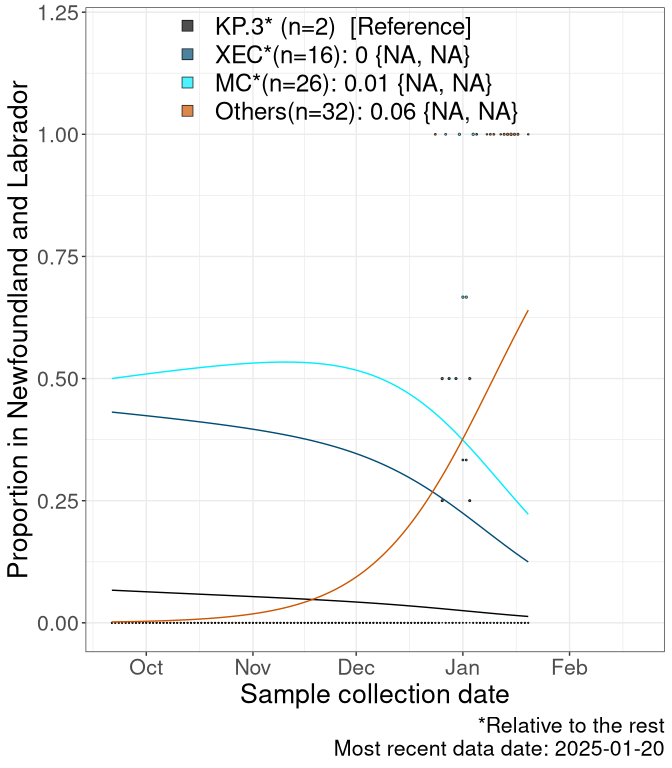 KP.3* (n=2)  [Reference]
XEC*(n=16): 0 {NA, NA}
MC*(n=26): 0.01 {NA, NA}
Others(n=32): 0.06 {NA, NA}
Proportion in Newfoundland and Labrador
1.25
1.00
0.75
0.50
0.25
0.00
Oct Nov Dec Jan Feb
Sample collection date
*Relative to the rest
Most recent data date: 2025-01-20